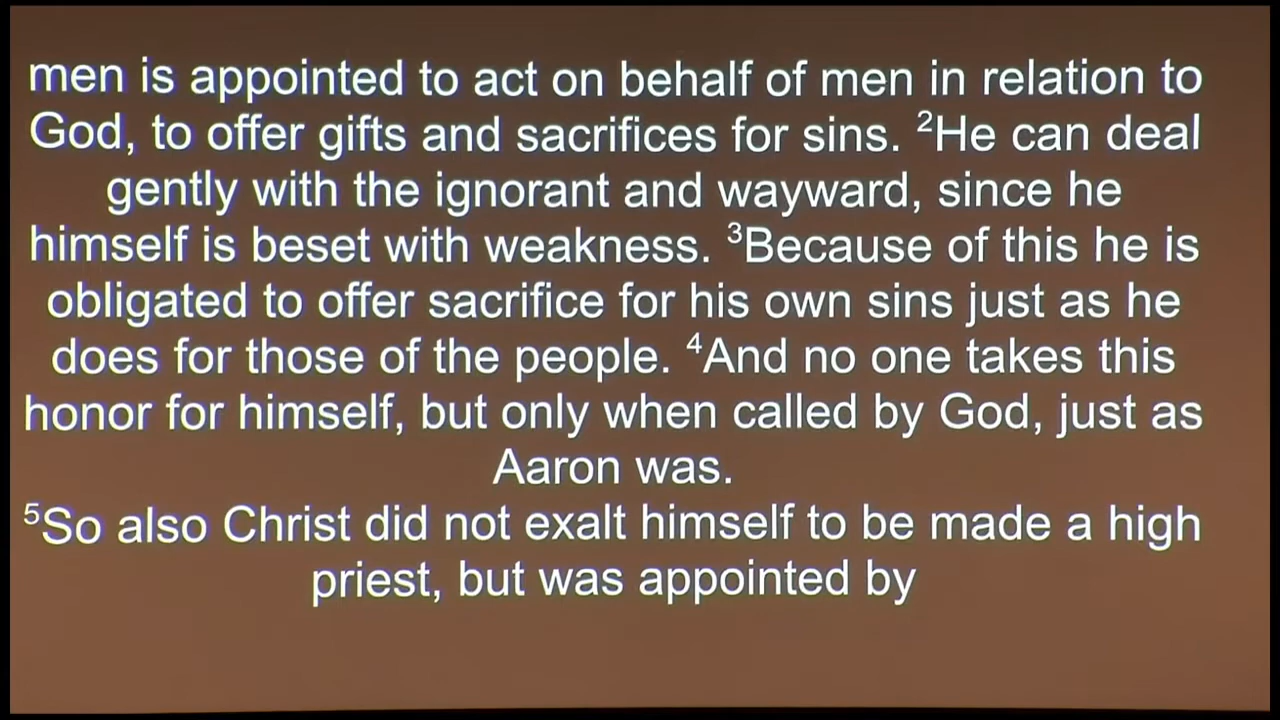 men is appointed to act on behalf of men in relation to
God, to offer gifts and sacrifices for sins. ²He can deal
gently with the ignorant and wayward, since he
himself is beset with weakness. ³Because of this he is
obligated to offer sacrifice for his own sins just as he
does for those of the people. ⁴And no one takes this
honor for himself, but only when called by God, just as
Aaron was.
⁵So also Christ did not exalt himself to be made a high
priest, but was appointed by